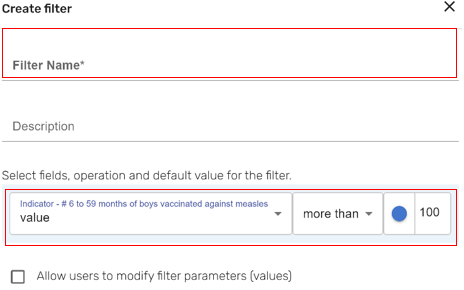 Create filter
Filter Name*
Description
Select fields, operation and default value for the filter.
Indicator - # 6 to 59 months of boys vaccinated against measles
value more than 100
Allow users to modify filter parameters (values)